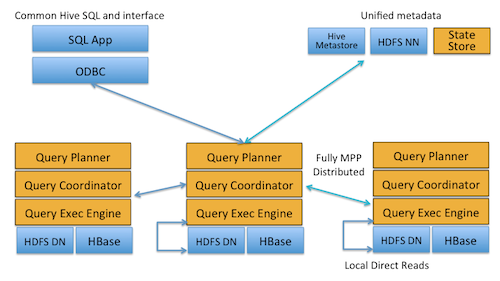 Common Hive SQL and interface
SQL App
ODBC
Unified metadata
Hive
Metastore
HDFS NN
State
Store
Query Planner
Query Coordinator
Query Exec Engine
HDFS DN
HBase
Query Planner
Query Coordinator
Query Exec Engine
HDFS DN
HBase
Fully MPP
Distributed
Query Planner
Query Coordinator
Query Exec Engine
HDFS DN
HBase
Local Direct Reads